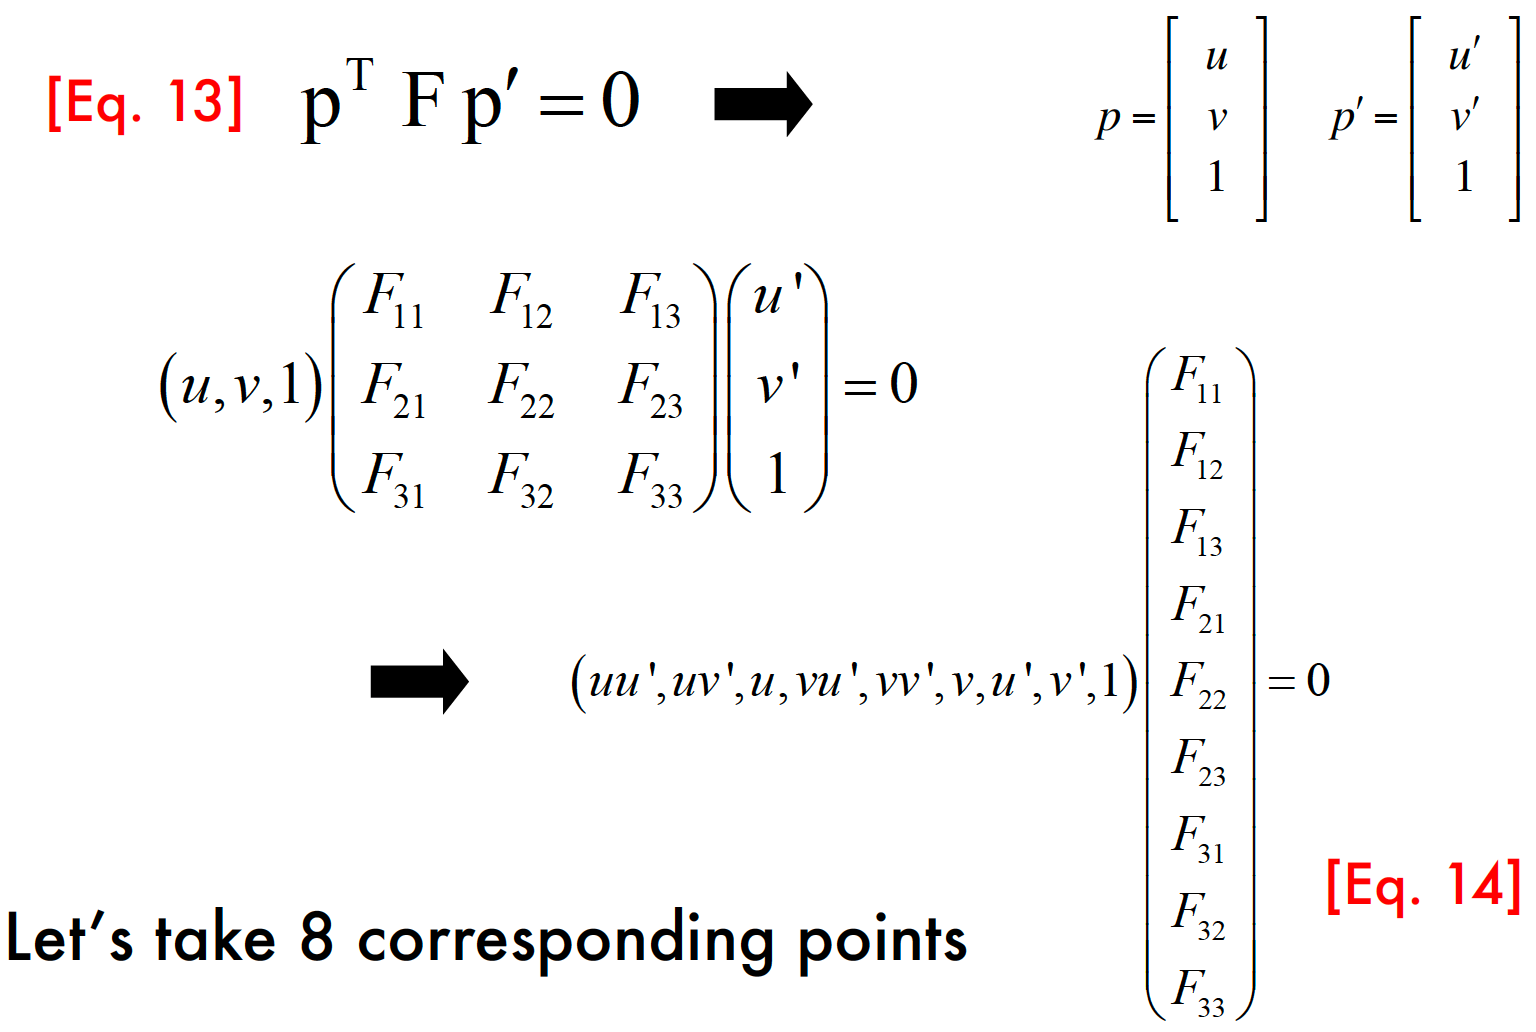 [Eq. 13] pᵀ F p′ = 0 ➡ p = [u v 1] p′ = [u′ v′ 1]
(u, v, 1) (F₁₁ F₁₂ F₁₃
F₂₁ F₂₂ F₂₃
F₃₁ F₃₂ F₃₃) (u' v' 1) = 0
➡ (uu', uv', u, vu', vv', v, u', v', 1) (F₁₁
F₁₂
F₁₃
F₂₁
F₂₂
F₂₃
F₃₁
F₃₂
F₃₃) = 0
[Eq. 14]
Let’s take 8 corresponding points